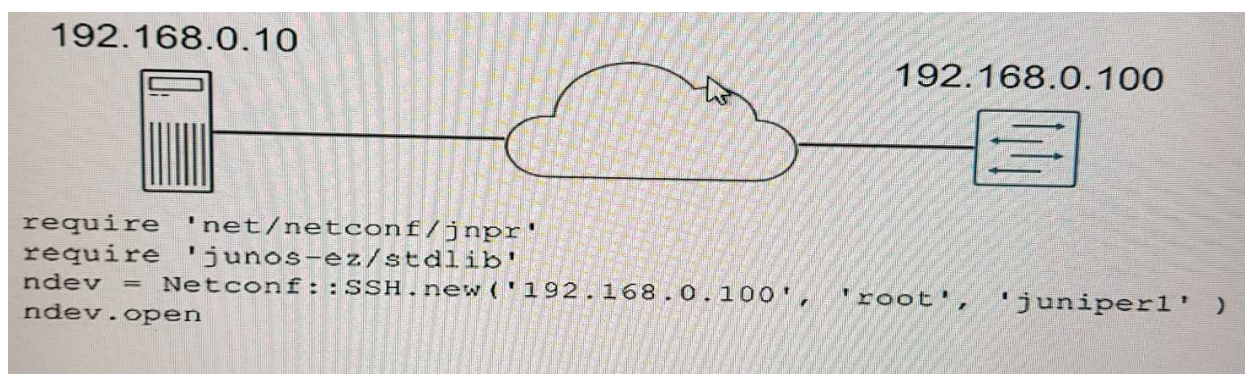 192.168.0.10
192.168.0.100
require 'net/netconf/jnpr'
require 'junos-ez/stdlib'
ndev = Netconf::SSH.new('192.168.0.100', 'root', 'juniper1' )
ndev.open